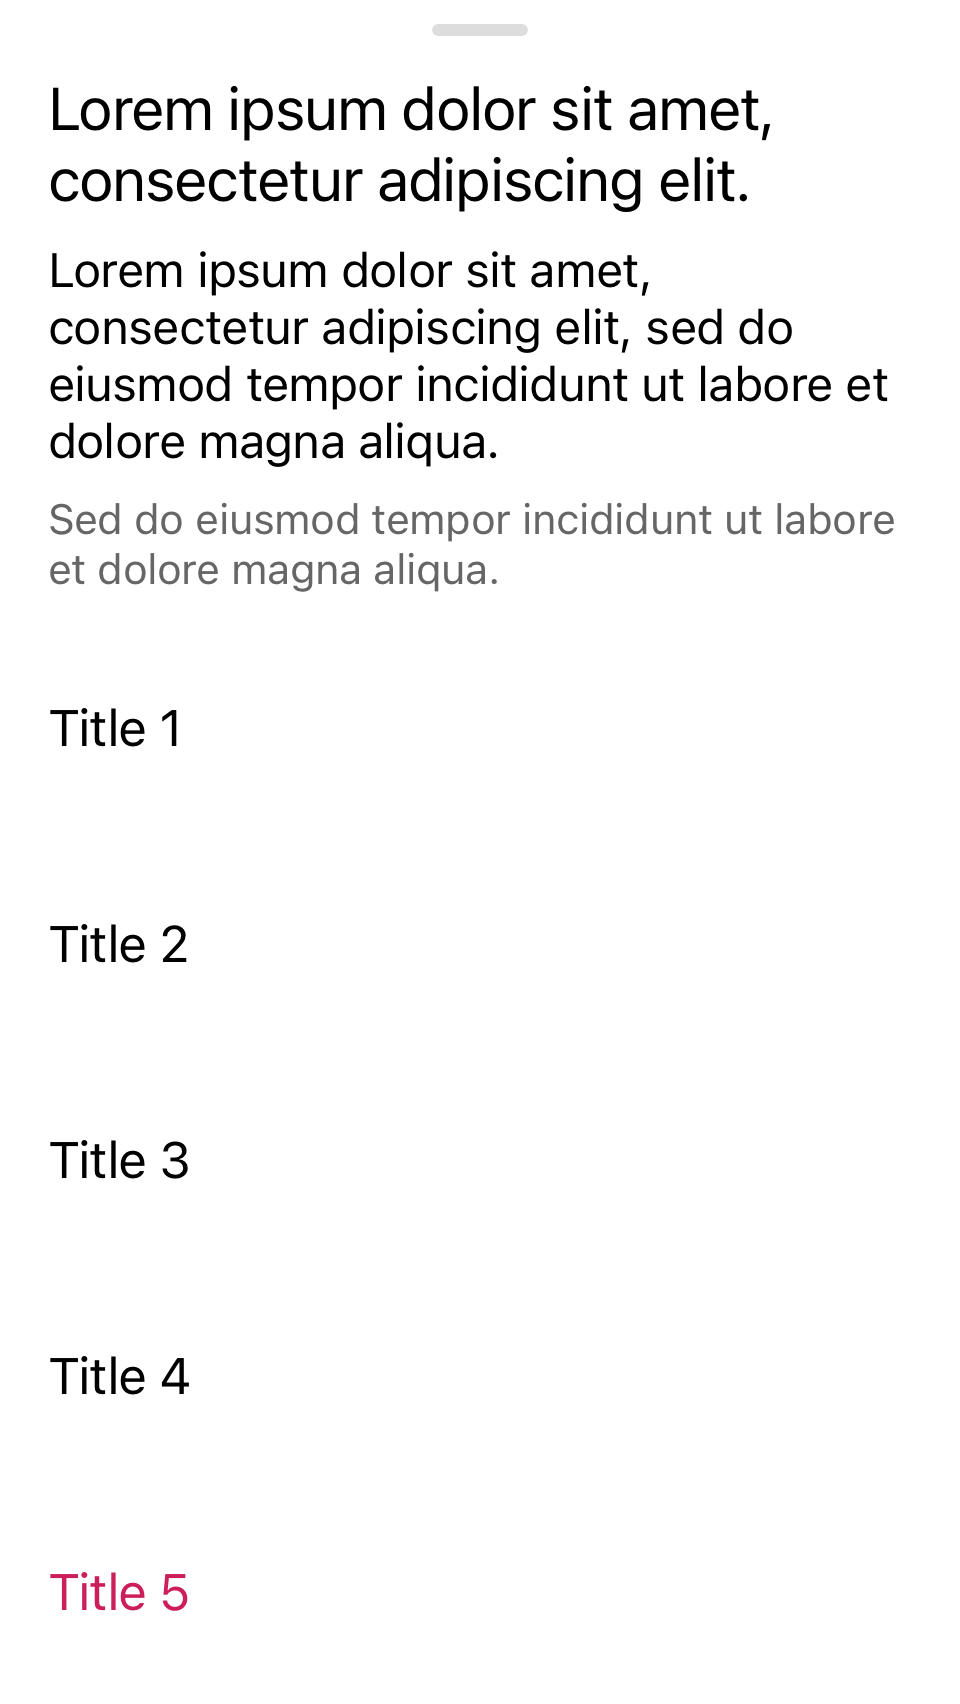 Lorem ipsum dolor sit amet,
consectetur adipiscing elit.
Lorem ipsum dolor sit amet,
consectetur adipiscing elit, sed do
eiusmod tempor incididunt ut labore et
dolore magna aliqua.
Sed do eiusmod tempor incididunt ut labore
et dolore magna aliqua.
Title 1
Title 2
Title 3
Title 4
Title 5